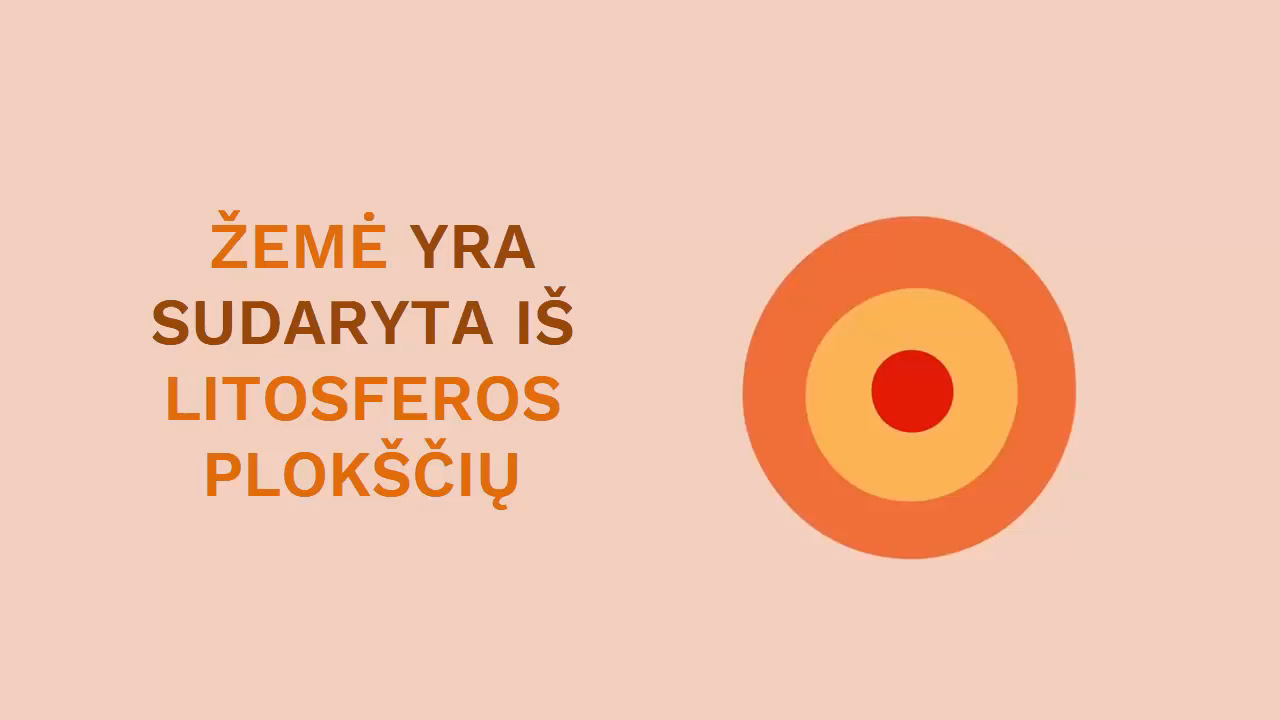 ŽEMĖ YRA
SUDARYTA IŠ
LITOSFEROS
PLOKŠČIŲ